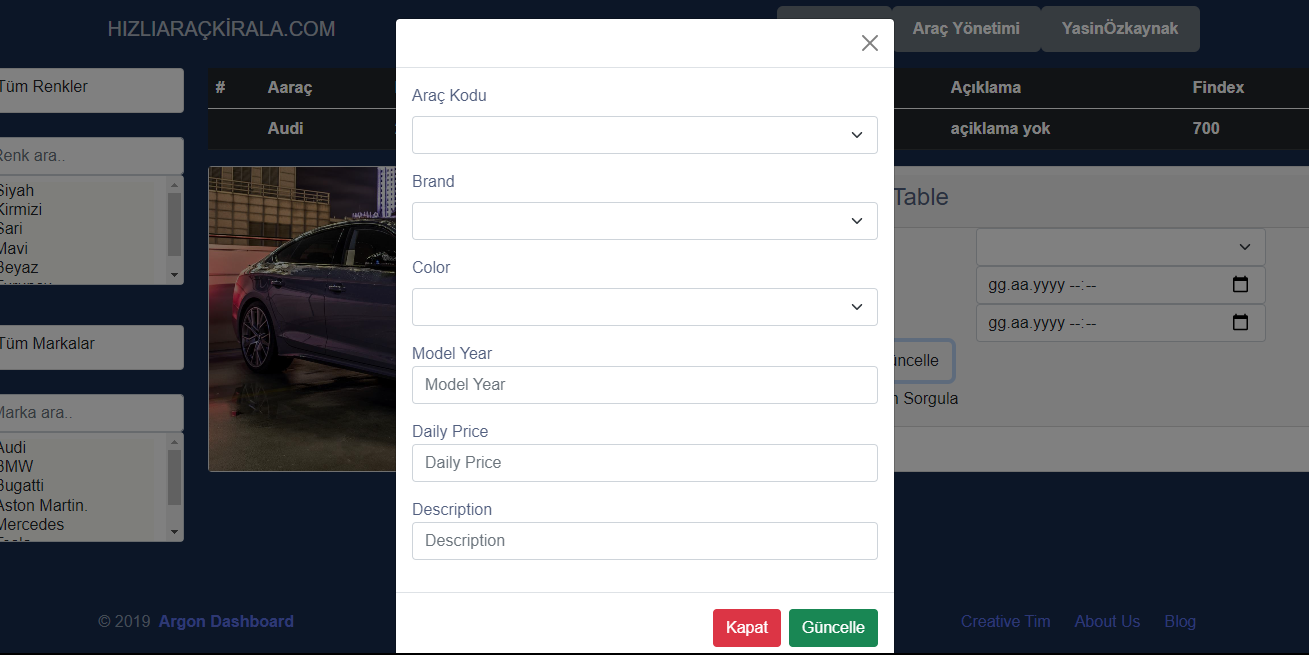 HIZLIARAÇKİRALA.COM
Araç Yönetimi
YasinÖzkaynak
Tüm Renkler
Renk ara..
Siyah
Kirmizi
Sari
Mavi
Beyaz
Tüm Markalar
Marka ara..
Audi
BMW
Bugatti
Aston Martin.
Mercedes
# Aaraç Açıklama Findex
Audi açiklama yok 700
Araç Kodu
Brand
Color
Model Year
Model Year
Daily Price
Daily Price
Description
Description
Kapat Güncelle
Table
gg.aa.yyyy --:--
gg.aa.yyyy --:--
üncelle
Sorgula
© 2019 Argon Dashboard
Creative Tim About Us Blog